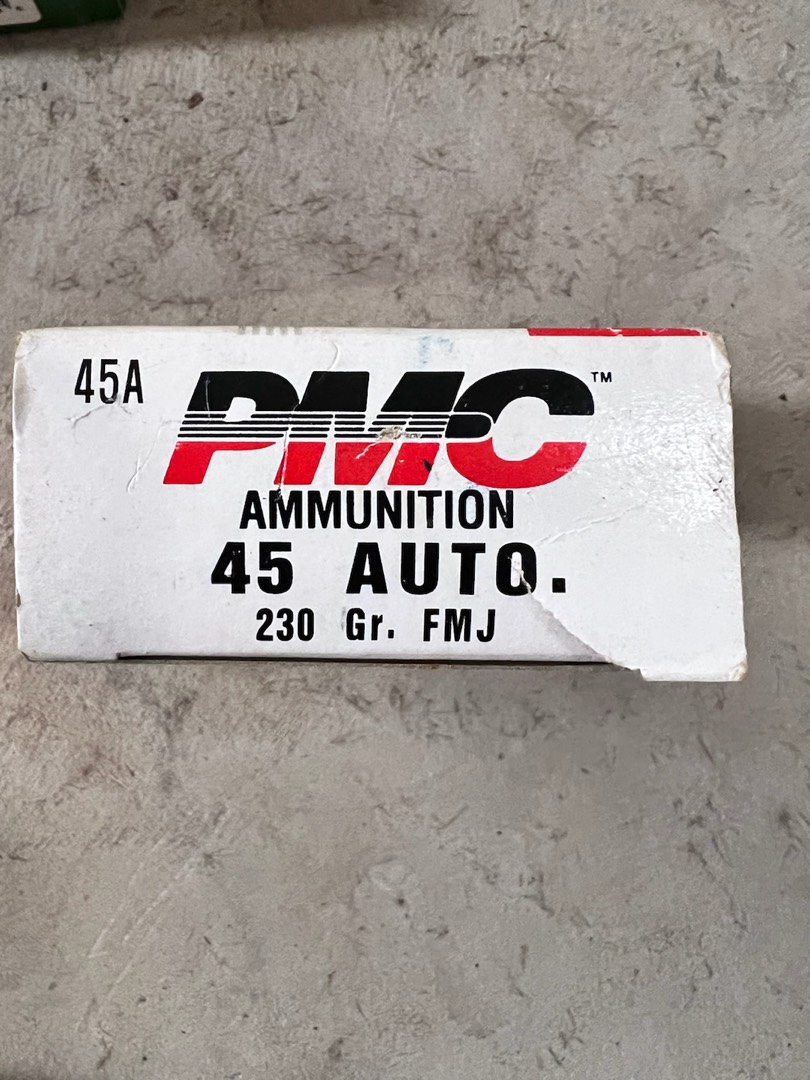 45A
PMC™
AMMUNITION
45 AUTO.
230 Gr. FMJ